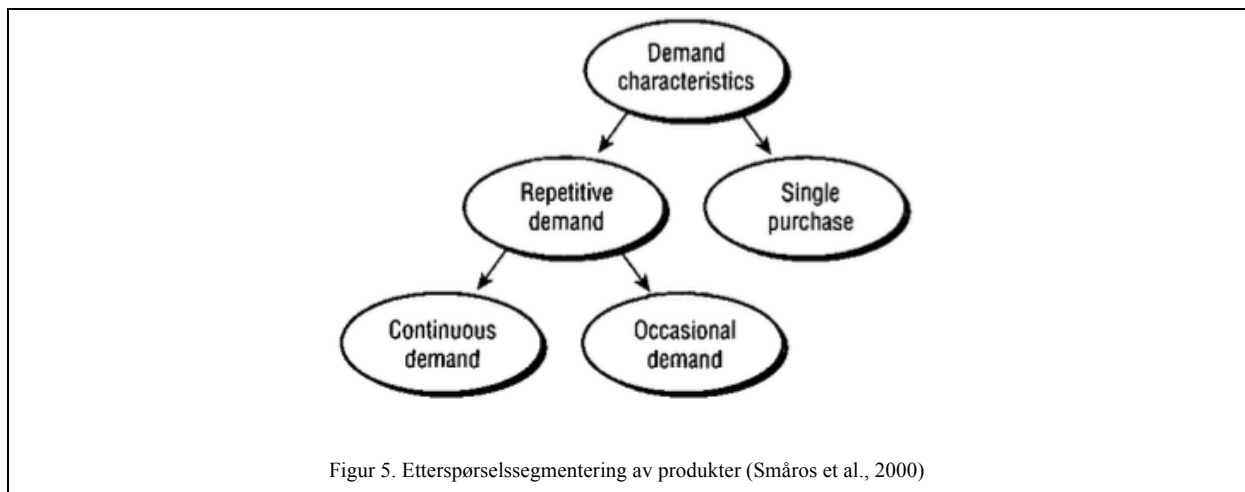 Demand
characteristics
Repetitive
demand
Single
purchase
Continuous
demand
Occasional
demand
Figur 5. Etterspørselssegmentering av produkter (Småros et al., 2000)